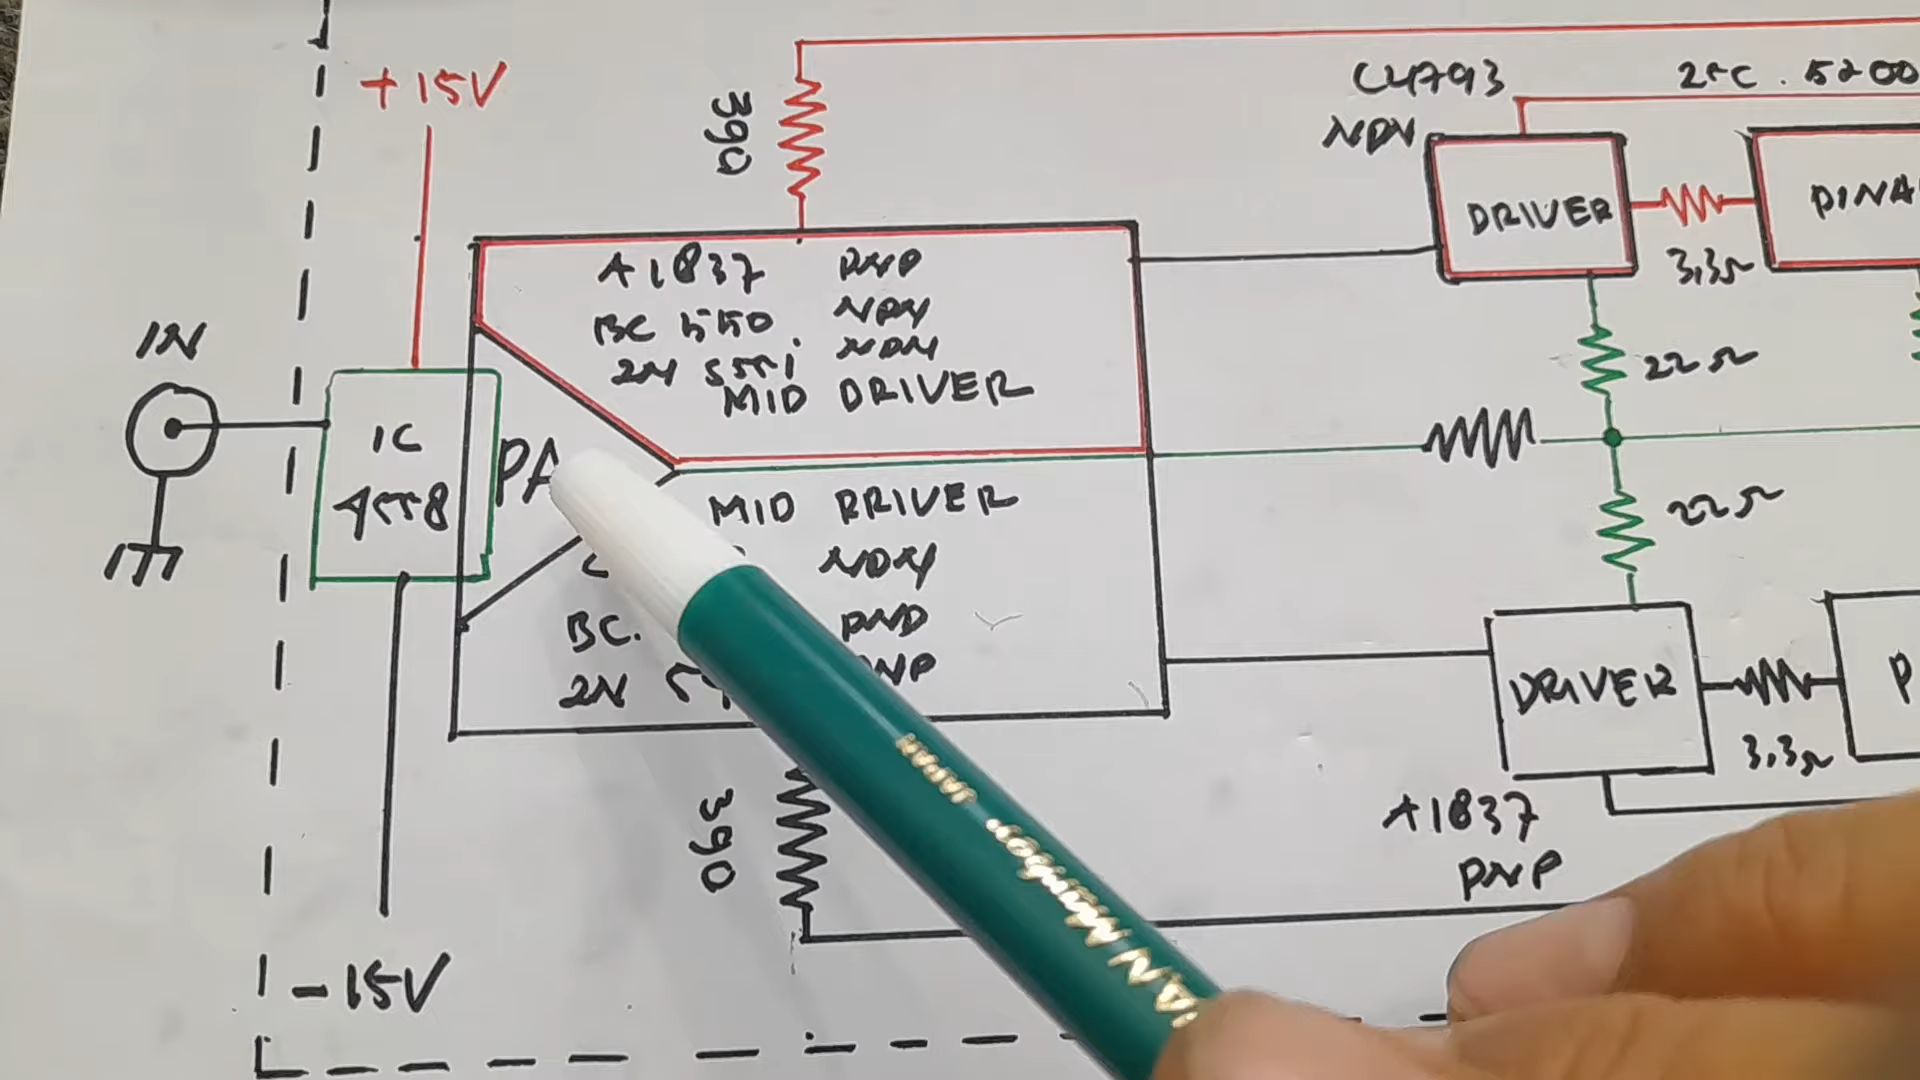 +15V
390
C4793
NPN
2SC.5200
DRIVER
3,3Ω
A1837 PNP
BC 550 NPN
2N 5551 NPN
MID DRIVER
22Ω
IN
IC
4558
PA
MID DRIVER
NPN
BC. PNP
2N
22Ω
DRIVER
3,3Ω
390
A1837
PNP
-15V